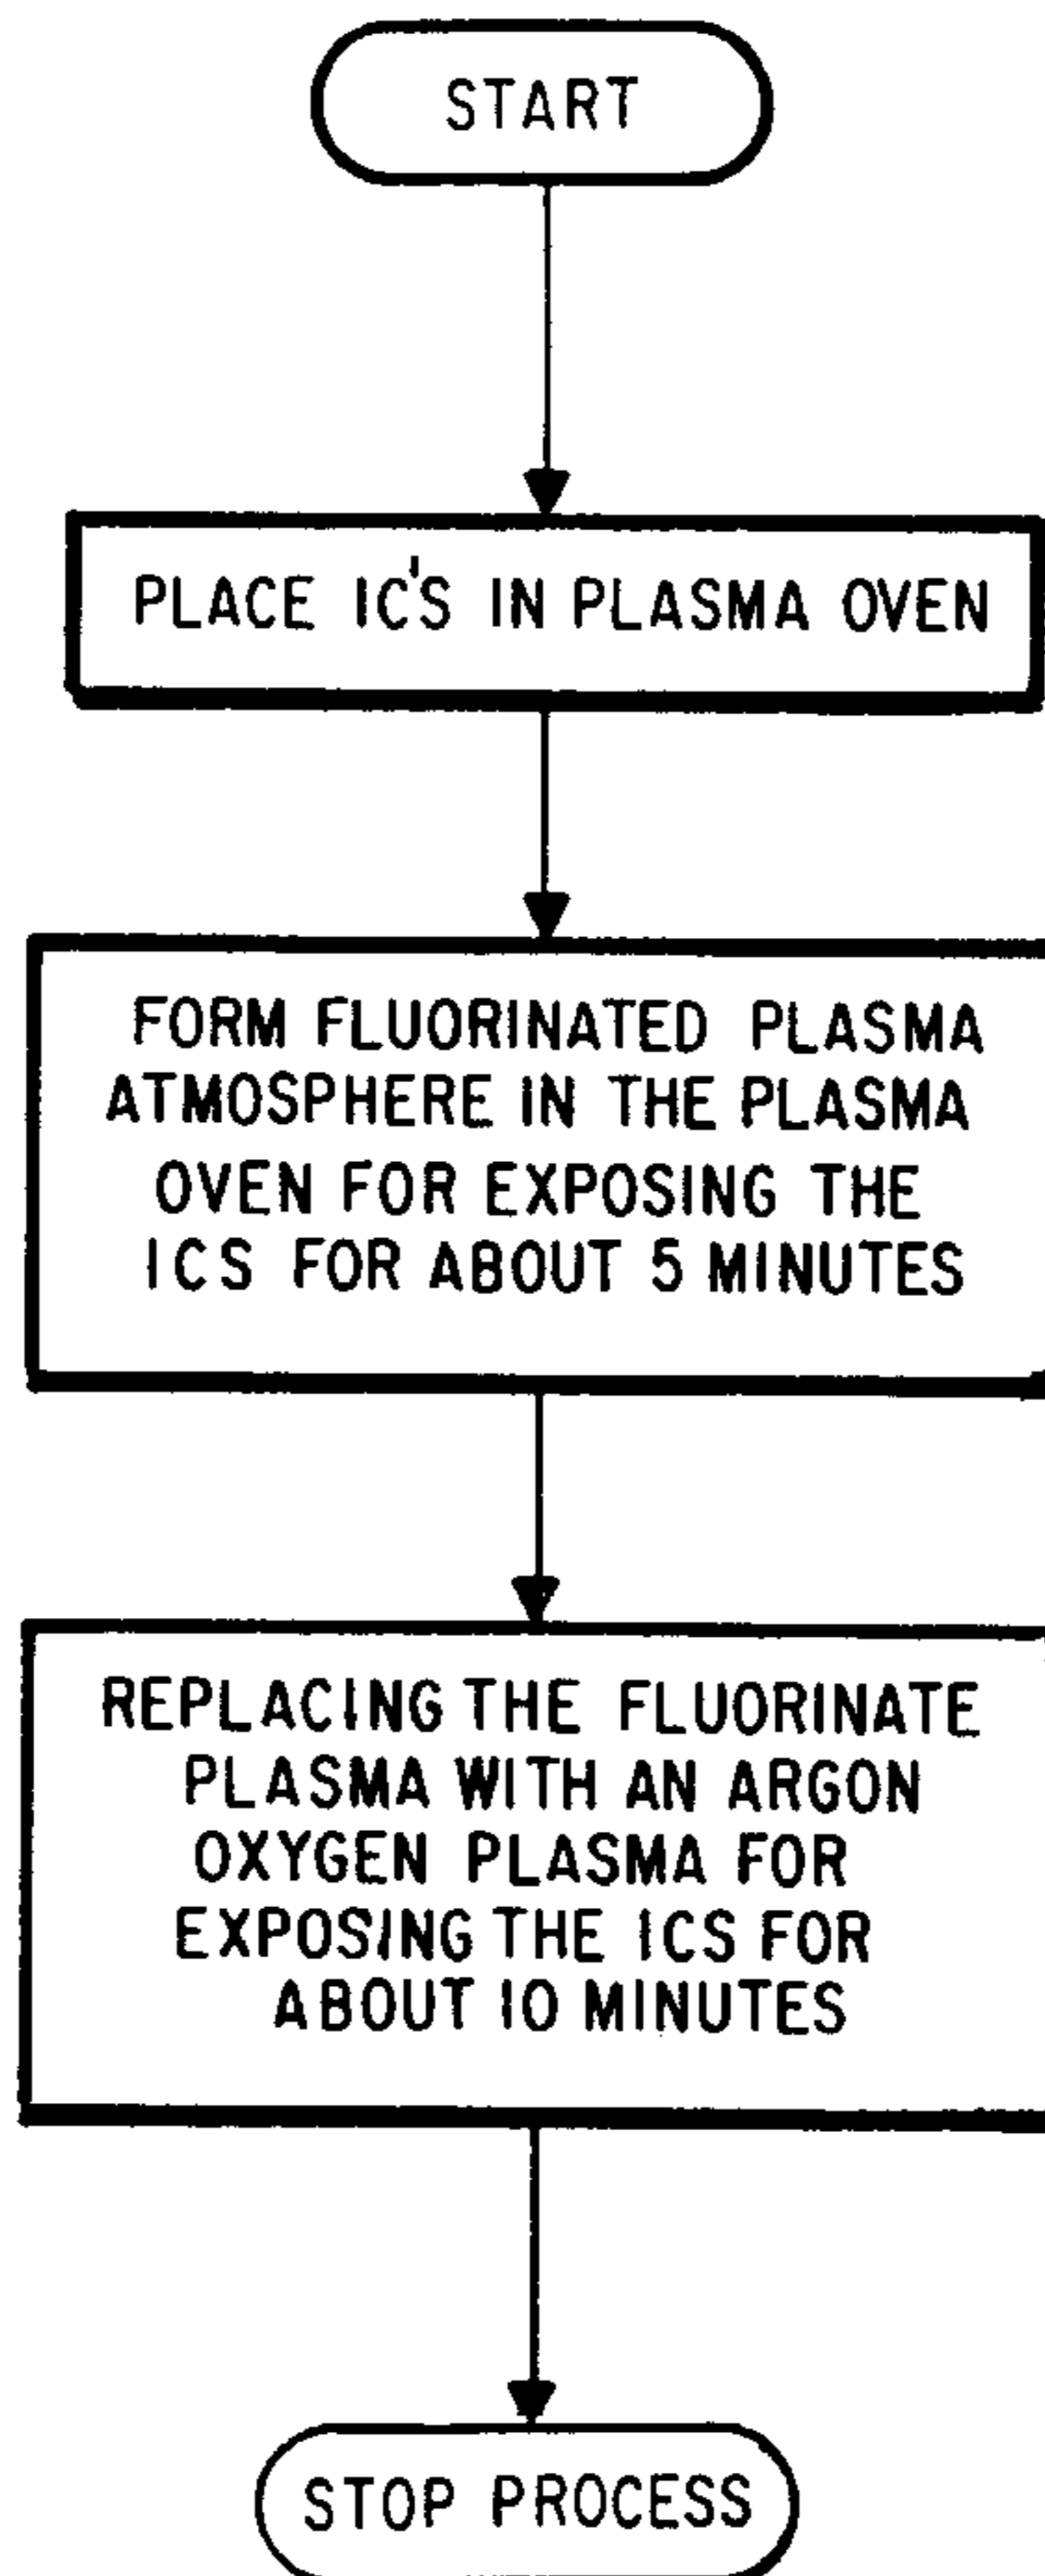 START
PLACE IC'S IN PLASMA OVEN
FORM FLUORINATED PLASMA
ATMOSPHERE IN THE PLASMA
OVEN FOR EXPOSING THE
ICS FOR ABOUT 5 MINUTES
REPLACING THE FLUORINATE
PLASMA WITH AN ARGON
OXYGEN PLASMA FOR
EXPOSING THE ICS FOR
ABOUT 10 MINUTES
STOP PROCESS